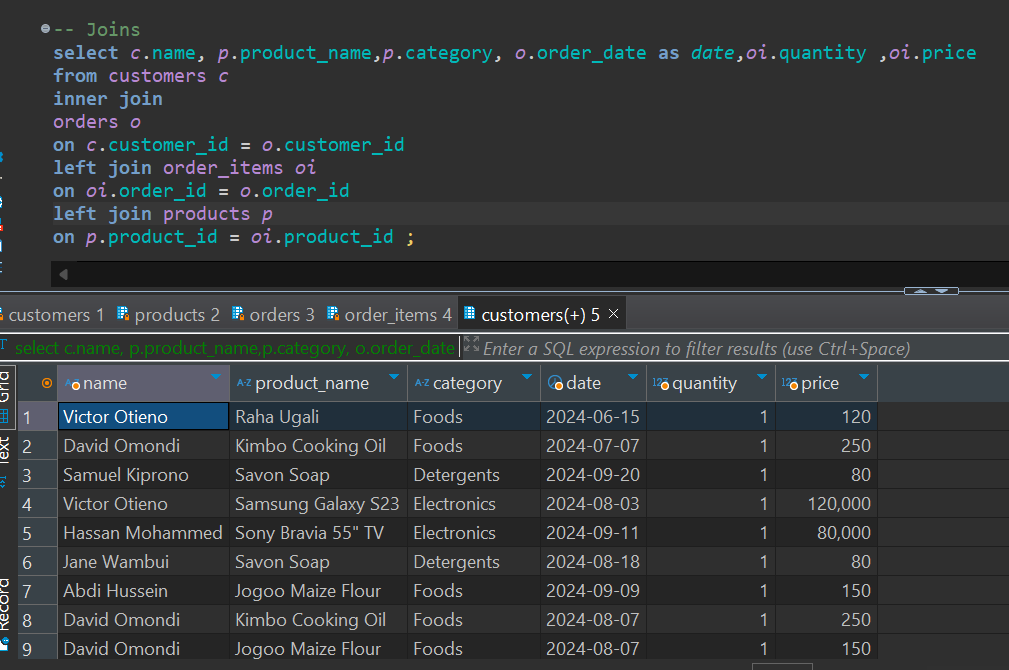 -- Joins
select c.name, p.product_name,p.category, o.order_date as date,oi.quantity ,oi.price
from customers c
inner join
orders o
on c.customer_id = o.customer_id
left join order_items oi
on oi.order_id = o.order_id
left join products p
on p.product_id = oi.product_id ;
customers 1 products 2 orders 3 order_items 4 customers(+) 5
select c.name, p.product_name,p.category, o.order_date Enter a SQL expression to filter results (use Ctrl+Space)
Grid
Text
Record
A-Z name A-Z product_name A-Z category date 123 quantity 123 price
1 Victor Otieno Raha Ugali Foods 2024-06-15 1 120
2 David Omondi Kimbo Cooking Oil Foods 2024-07-07 1 250
3 Samuel Kiprono Savon Soap Detergents 2024-09-20 1 80
4 Victor Otieno Samsung Galaxy S23 Electronics 2024-08-03 1 120,000
5 Hassan Mohammed Sony Bravia 55" TV Electronics 2024-09-11 1 80,000
6 Jane Wambui Savon Soap Detergents 2024-08-18 1 80
7 Abdi Hussein Jogoo Maize Flour Foods 2024-09-09 1 150
8 David Omondi Kimbo Cooking Oil Foods 2024-08-07 1 250
9 David Omondi Jogoo Maize Flour Foods 2024-08-07 1 150